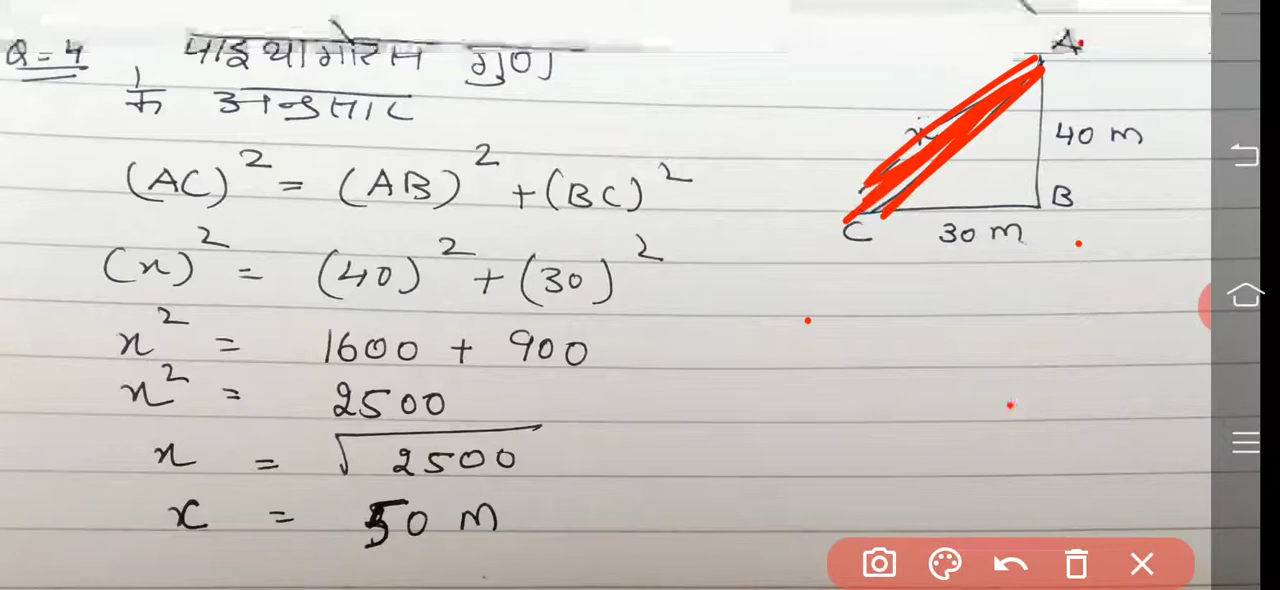 Q=4 पाइथागोरस गुण
के अनुसार
(AC)² = (AB)² + (BC)²
(x)² = (40)² + (30)²
x² = 1600 + 900
x² = 2500
x = √2500
x = 50 m
A
x
40 m
B
C
30 m